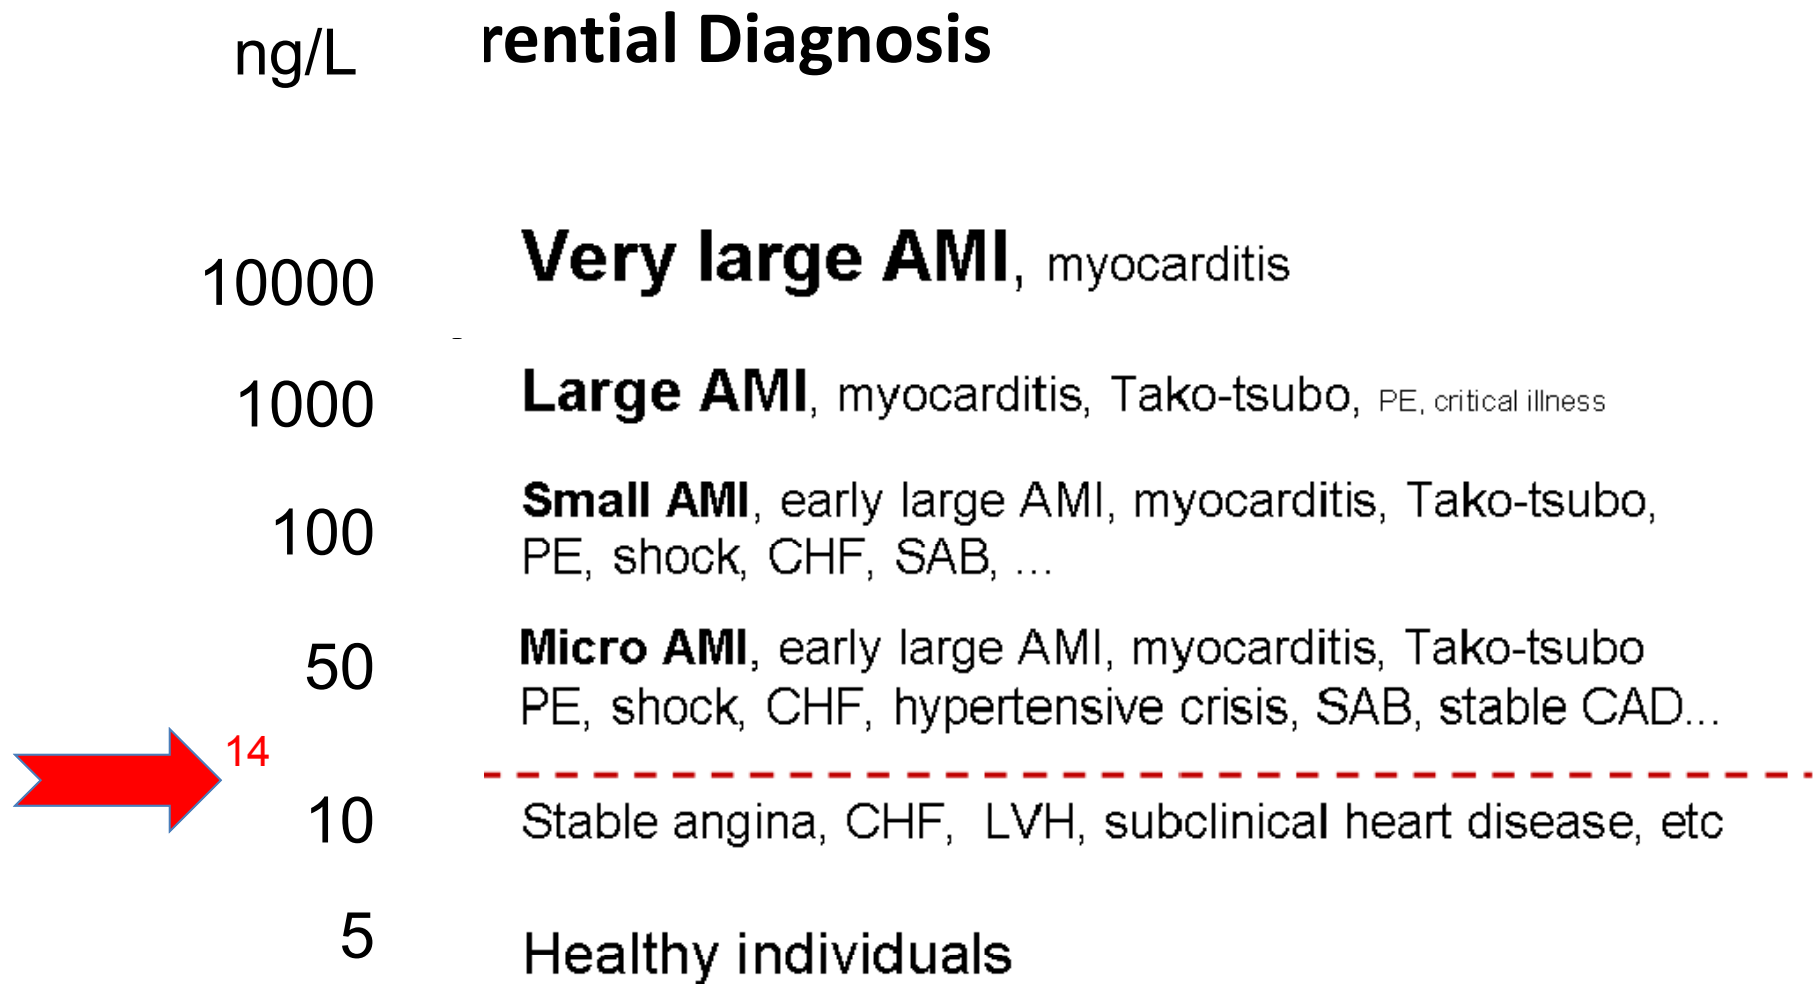 ng/L rential Diagnosis
10000 Very large AMI, myocarditis
1000 Large AMI, myocarditis, Tako-tsubo, PE, critical illness
100 Small AMI, early large AMI, myocarditis, Tako-tsubo,
PE, shock, CHF, SAB, ...
50 Micro AMI, early large AMI, myocarditis, Tako-tsubo
PE, shock, CHF, hypertensive crisis, SAB, stable CAD...
14
10 Stable angina, CHF, LVH, subclinical heart disease, etc
5 Healthy individuals